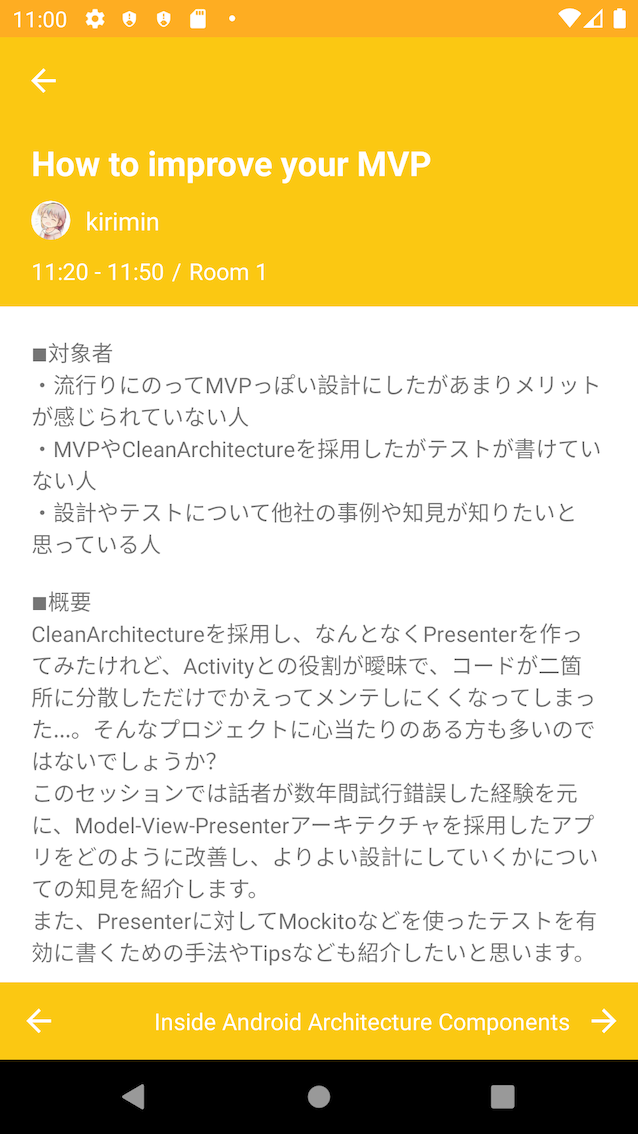 11:00
How to improve your MVP
kirimin
11:20 - 11:50 / Room 1
■対象者
・流行りにのってMVPっぽい設計にしたがあまりメリット
が感じられていない人
・MVPやCleanArchitectureを採用したがテストが書けてい
ない人
・設計やテストについて他社の事例や知見が知りたいと
思っている人
■概要
CleanArchitectureを採用し、なんとなくPresenterを作っ
てみたけれど、Activityとの役割が曖昧で、コードが二箇
所に分散しただけでかえってメンテしにくくなってしまっ
た...。そんなプロジェクトに心当たりのある方も多いので
はないでしょうか?
このセッションでは話者が数年間試行錯誤した経験を元
に、Model-View-Presenterアーキテクチャを採用したアプ
リをどのように改善し、よりよい設計にしていくかについ
ての知見を紹介します。
また、Presenterに対してMockitoなどを使ったテストを有
効に書くための手法やTipsなども紹介したいと思います。
Inside Android Architecture Components